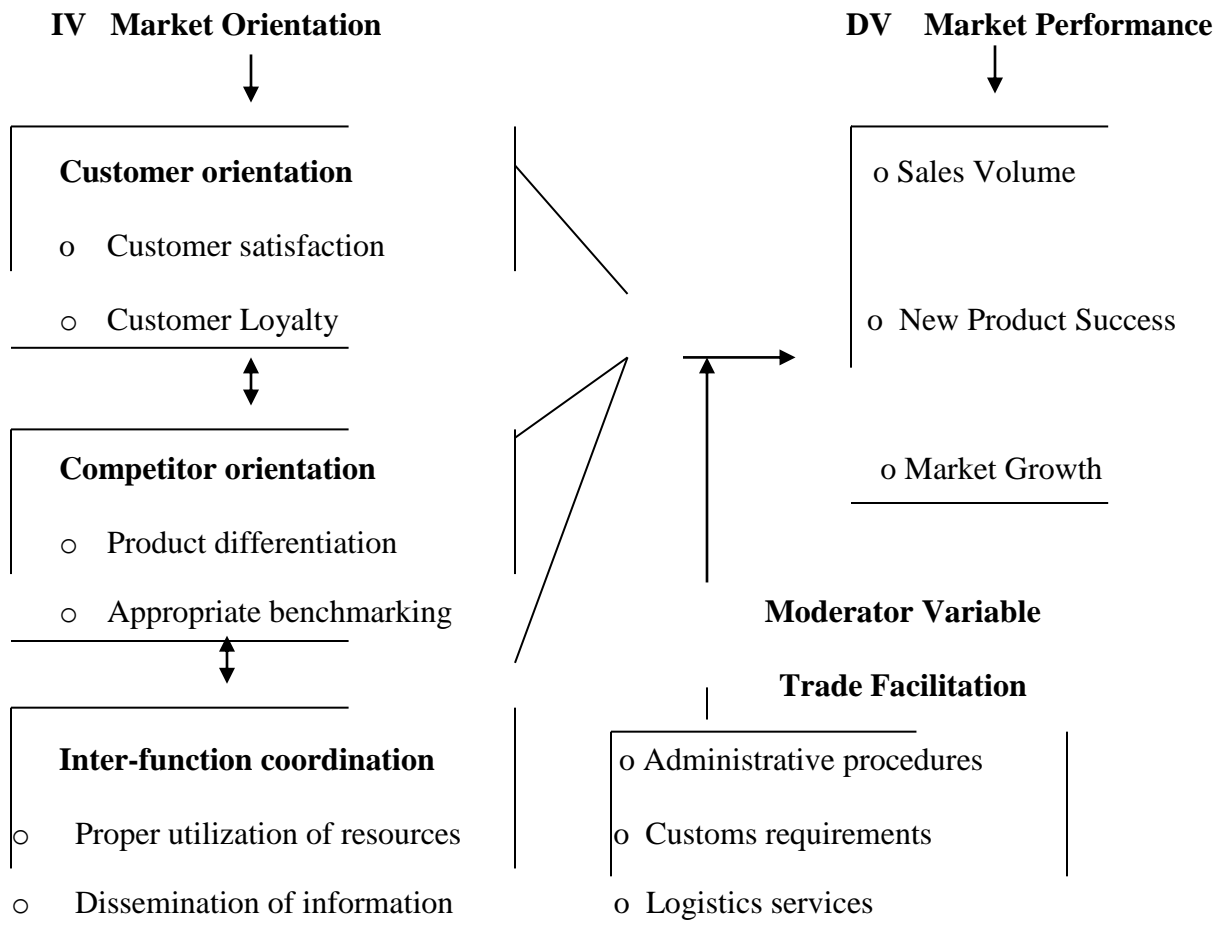 IV Market Orientation
DV Market Performance
Customer orientation
o Customer satisfaction
o Customer Loyalty
Competitor orientation
o Product differentiation
o Appropriate benchmarking
Inter-function coordination
o Proper utilization of resources
o Dissemination of information
o Sales Volume
o New Product Success
o Market Growth
Moderator Variable
Trade Facilitation
o Administrative procedures
o Customs requirements
o Logistics services